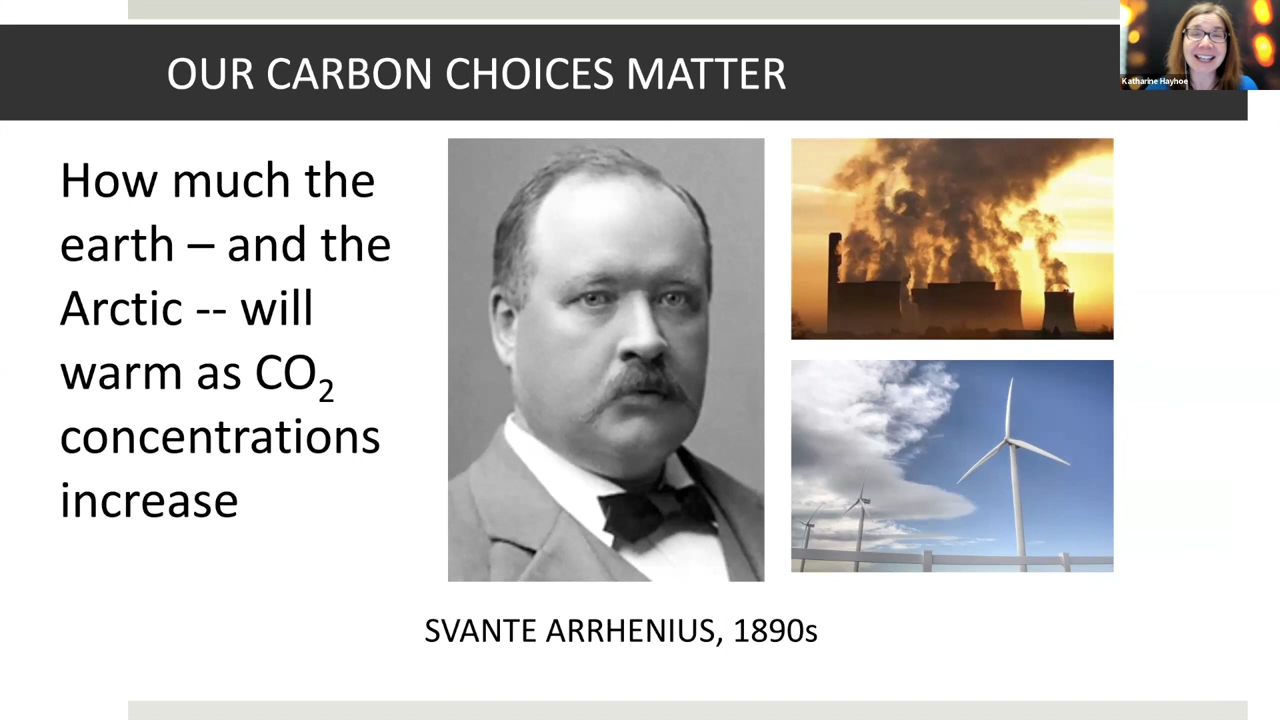 OUR CARBON CHOICES MATTER
Katharine Hayhoe
How much the
earth – and the
Arctic -- will
warm as CO₂
concentrations
increase
SVANTE ARRHENIUS, 1890s